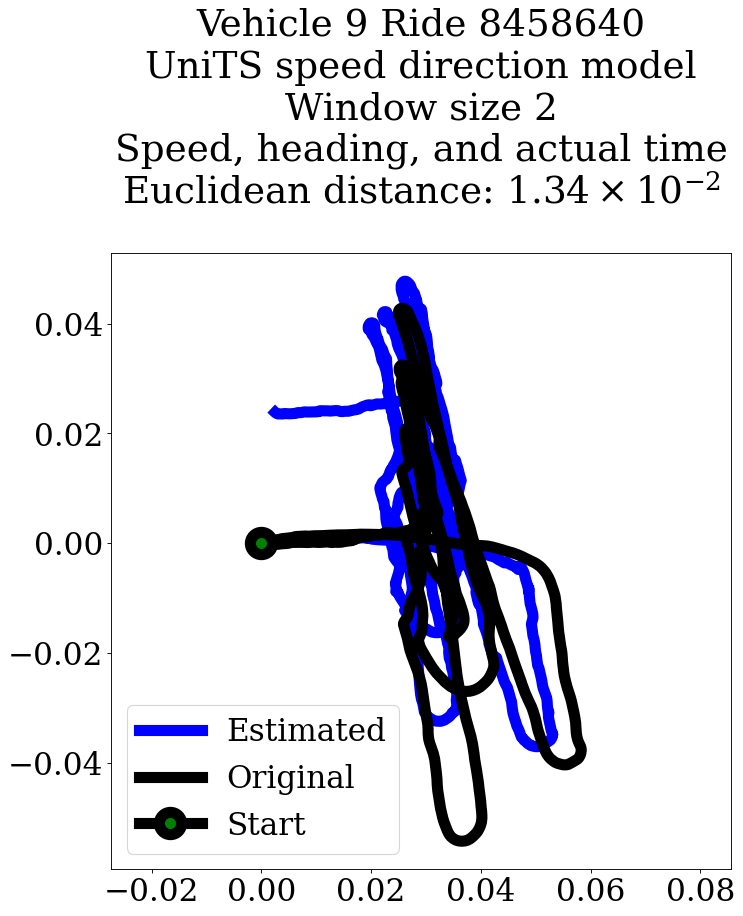 Vehicle 9 Ride 8458640
UniTS speed direction model
Window size 2
Speed, heading, and actual time
Euclidean distance: 1.34 × 10⁻²
0.04
0.02
0.00
−0.02
−0.04
Estimated
Original
Start
−0.02 0.00 0.02 0.04 0.06 0.08